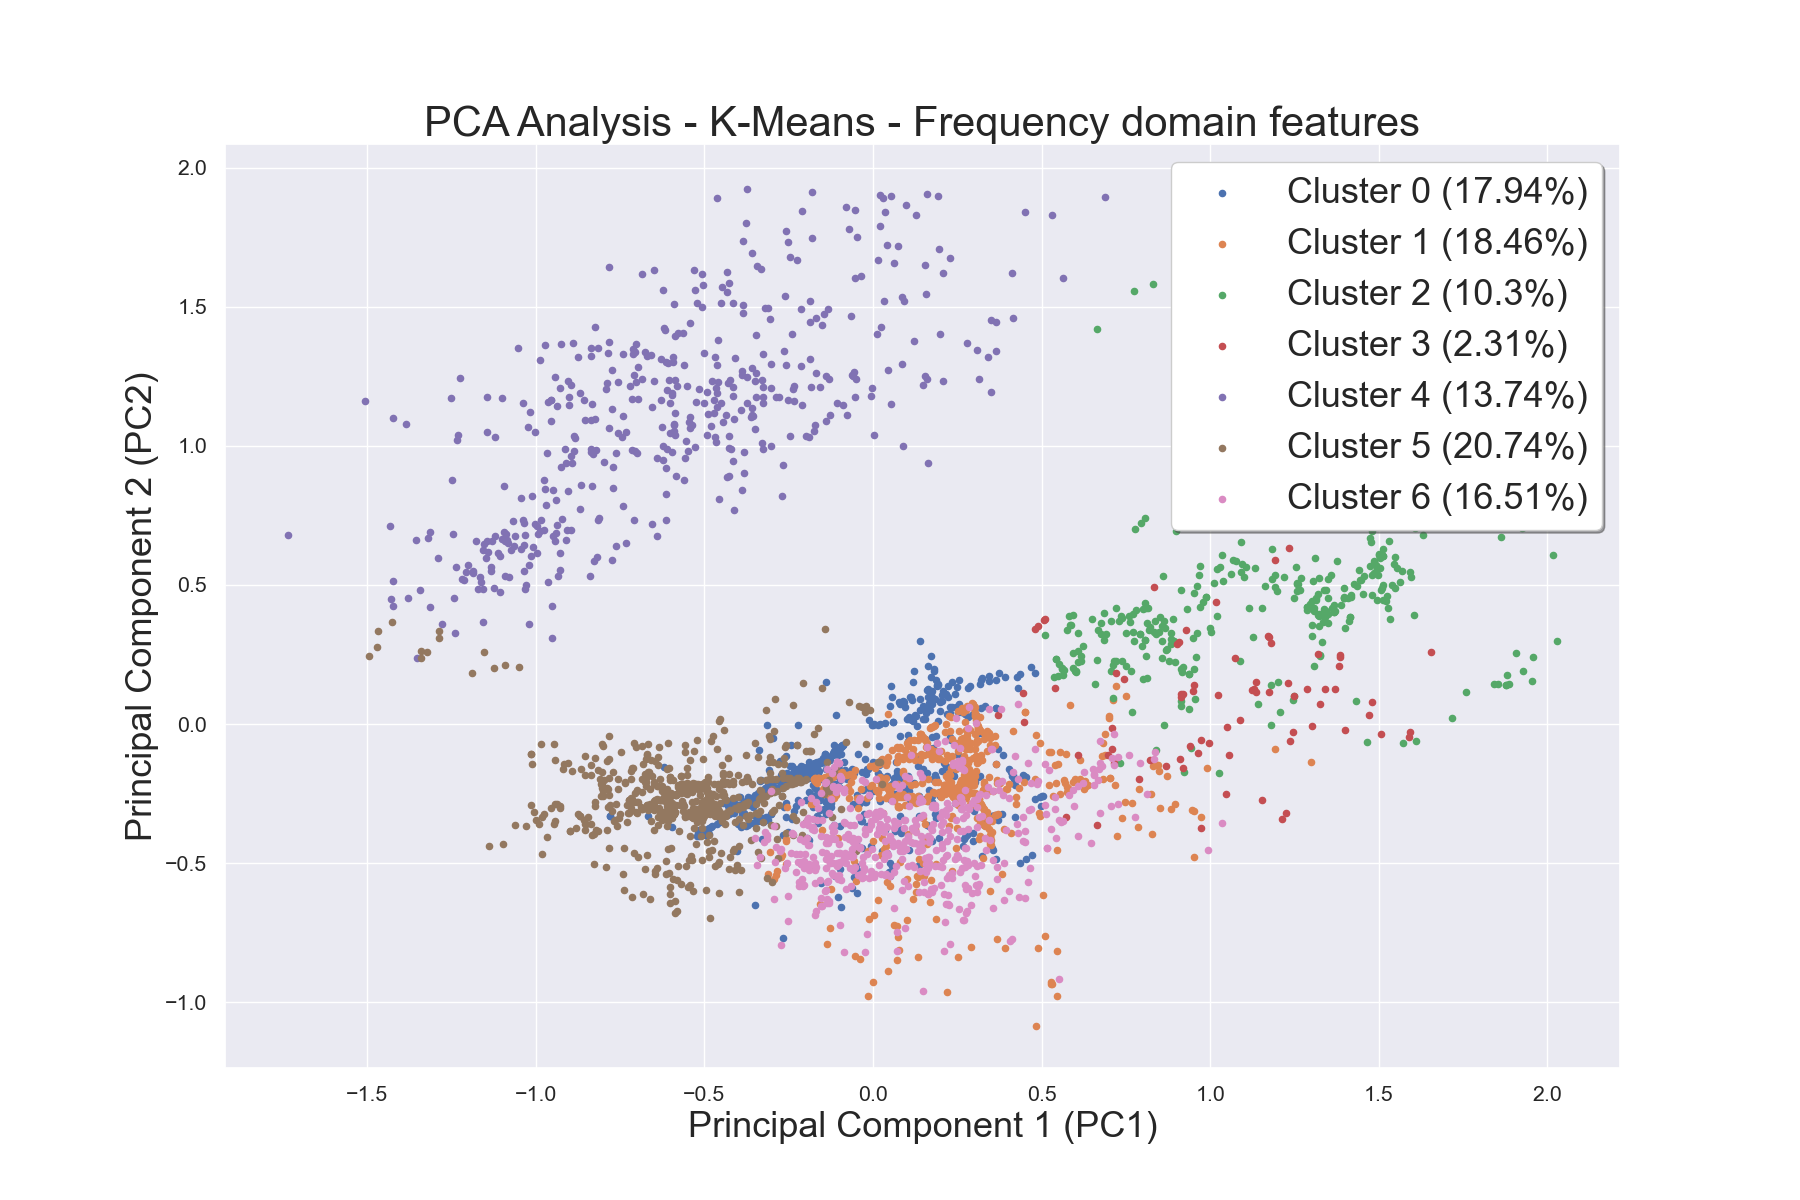 PCA Analysis - K-Means - Frequency domain features
Cluster 0 (17.94%)
Cluster 1 (18.46%)
Cluster 2 (10.3%)
Cluster 3 (2.31%)
Cluster 4 (13.74%)
Cluster 5 (20.74%)
Cluster 6 (16.51%)
Principal Component 2 (PC2)
2.0
1.5
1.0
0.5
0.0
−0.5
−1.0
−1.5 −1.0 −0.5 0.0 0.5 1.0 1.5 2.0
Principal Component 1 (PC1)